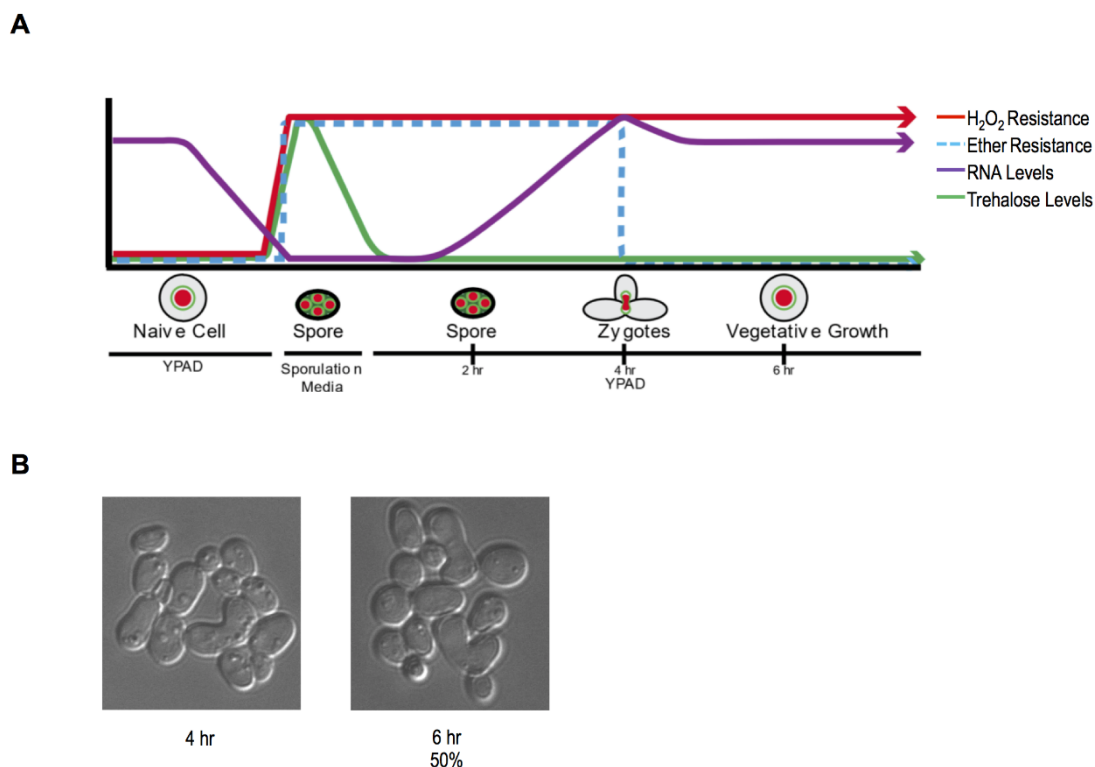 A
H2O2 Resistance
Ether Resistance
RNA Levels
Trehalose Levels
Naive Cell
Spore
Spore
Zygotes
Vegetative Growth
YPAD
Sporulation
Media
2 hr
4 hr
YPAD
6 hr
B
4 hr
6 hr
50%